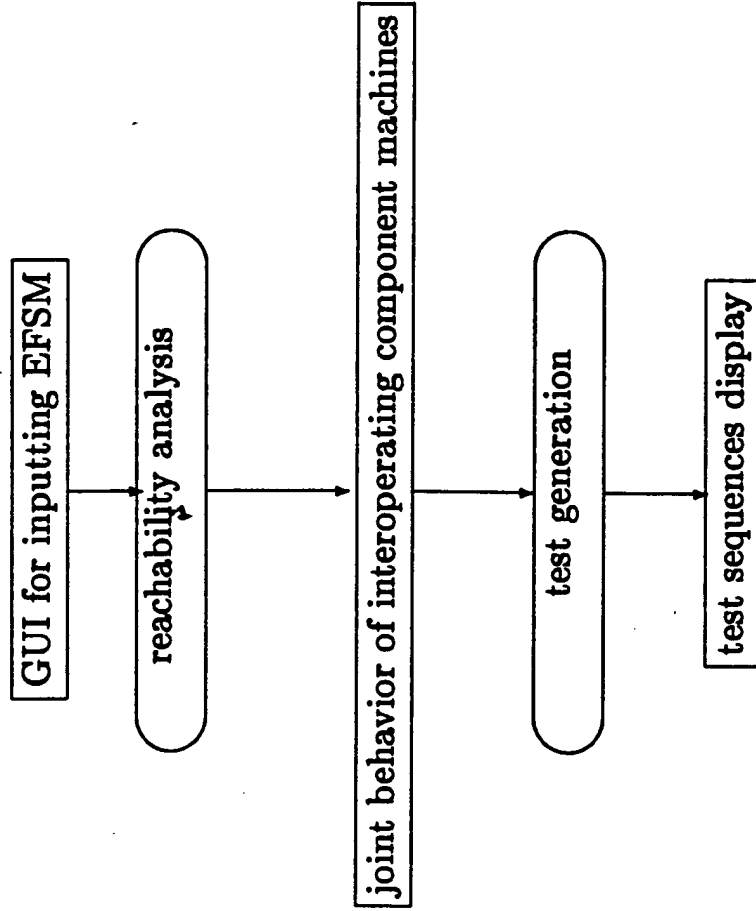 GUI for inputting EFSM
reachability analysis
joint behavior of interoperating component machines
test generation
test sequences display